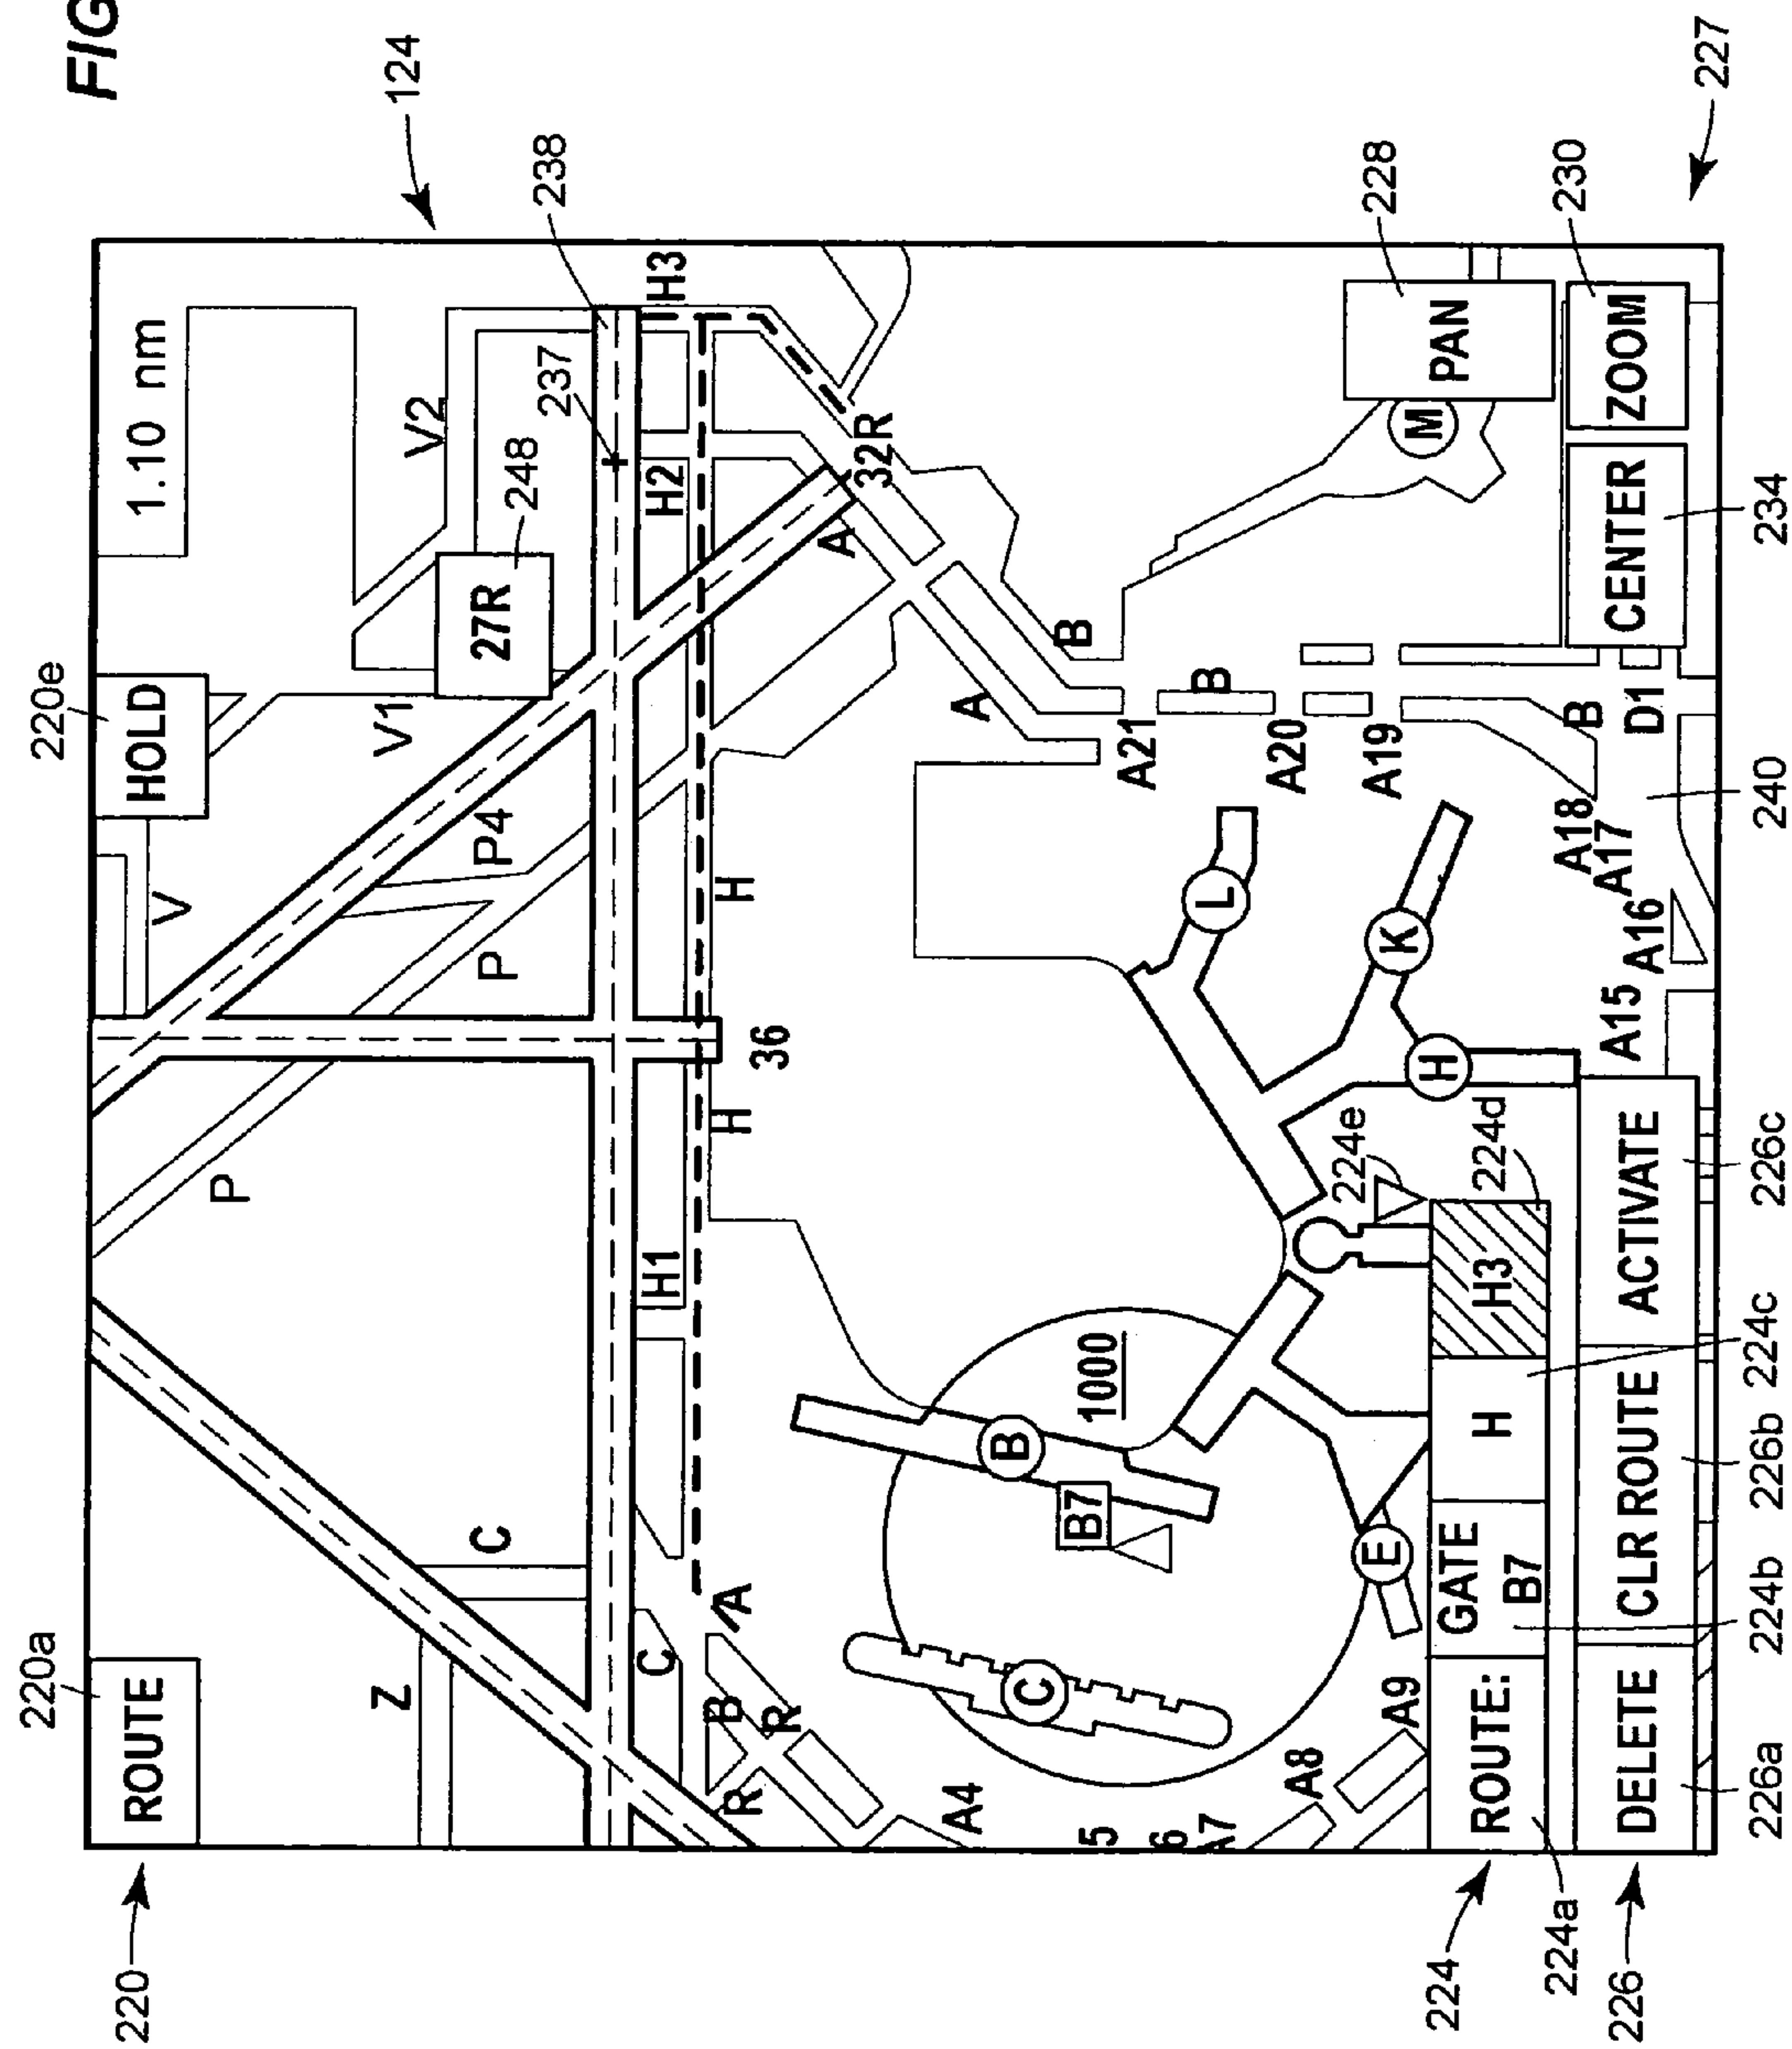 FIG
124
220
220a
ROUTE
220e
HOLD
1.10 nm
V
V1
V2
P
P
P4
Z
C
27R
248
237
238
H1
H2
H3
C
A
H
H
36
B
R
R
A
32R
A
B
B
B
A21
A20
A19
A18
A17
A16
A15
D1
A4
5
6
A7
A8
A9
C
B
B7
1000
E
L
K
H
M
224e
224d
224
224a
ROUTE:
GATE
B7
H
H3
PAN
228
226
DELETE
CLR ROUTE
ACTIVATE
CENTER
ZOOM
230
227
226a
224b
226b
224c
226c
240
234